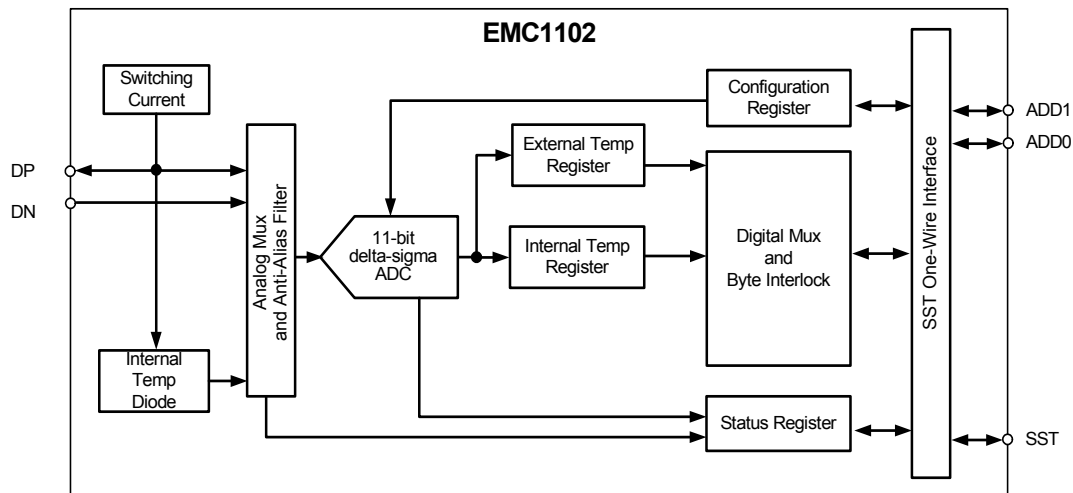 EMC1102
Switching
Current
Configuration
Register
ADD1
ADD0
External Temp
Register
DP
DN
Analog Mux
and Anti-Alias Filter
11-bit
delta-sigma
ADC
Internal Temp
Register
Digital Mux
and
Byte Interlock
SST One-Wire Interface
Internal
Temp
Diode
Status Register
SST